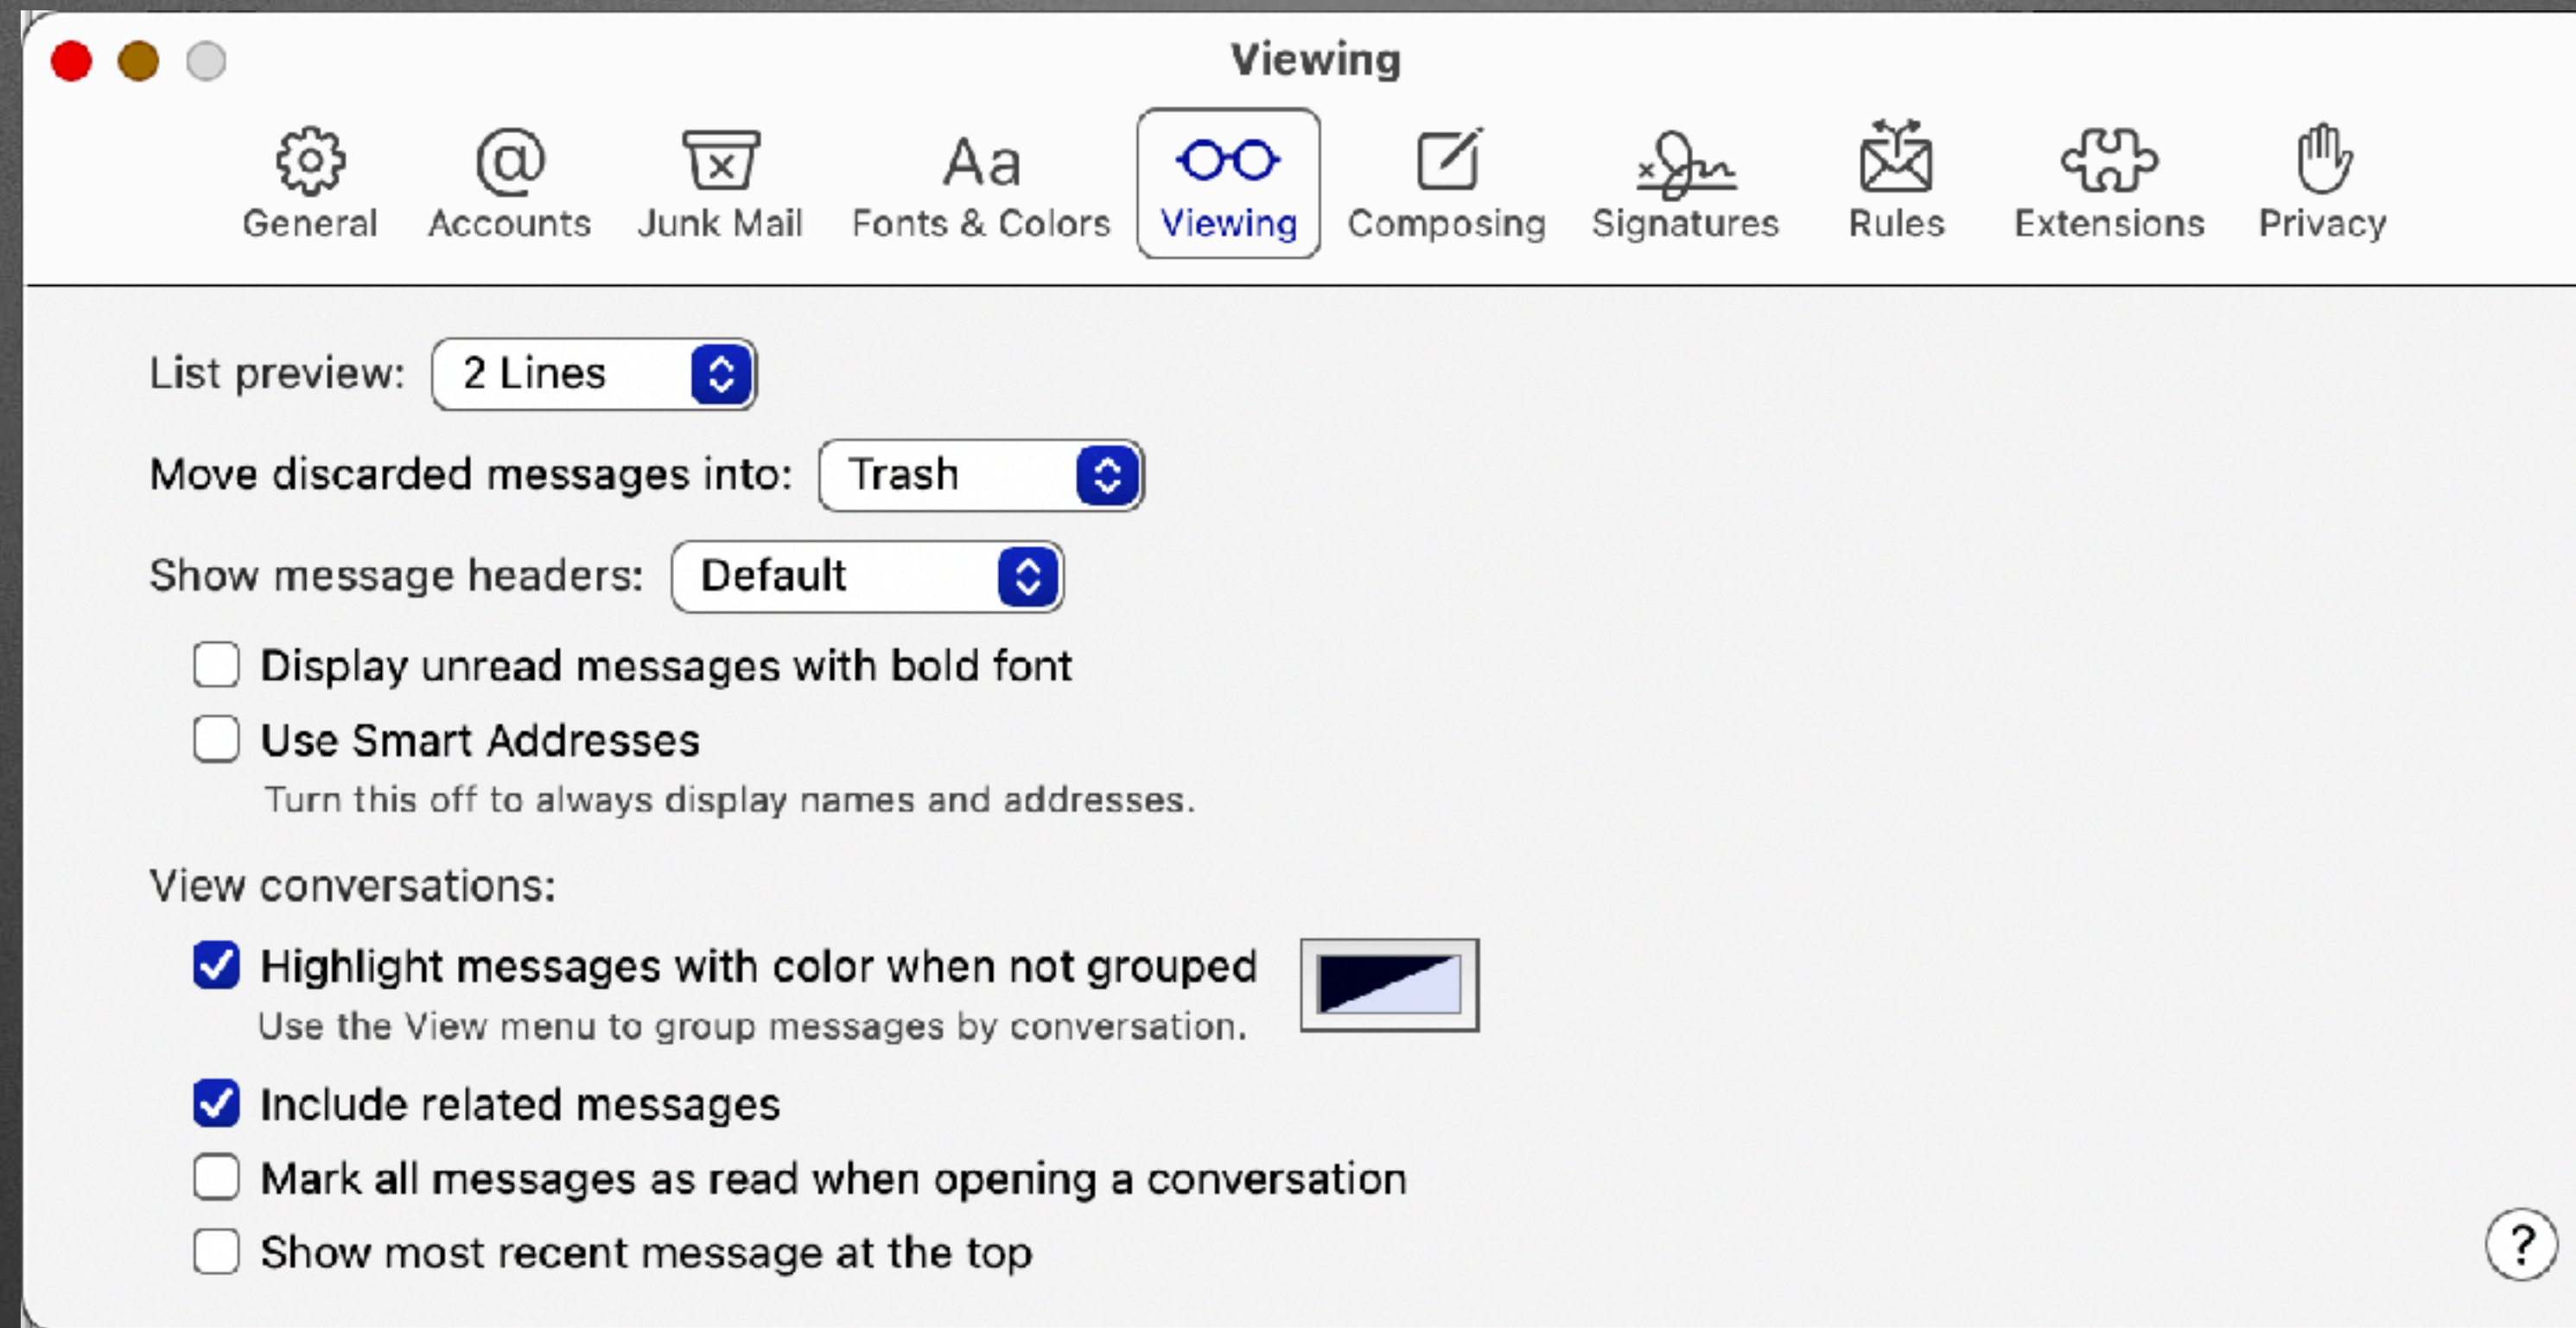 Viewing
General Accounts Junk Mail Fonts & Colors Viewing Composing Signatures Rules Extensions Privacy
List preview: 2 Lines
Move discarded messages into: Trash
Show message headers: Default
Display unread messages with bold font
Use Smart Addresses
Turn this off to always display names and addresses.
View conversations:
Highlight messages with color when not grouped
Use the View menu to group messages by conversation.
Include related messages
Mark all messages as read when opening a conversation
Show most recent message at the top
?